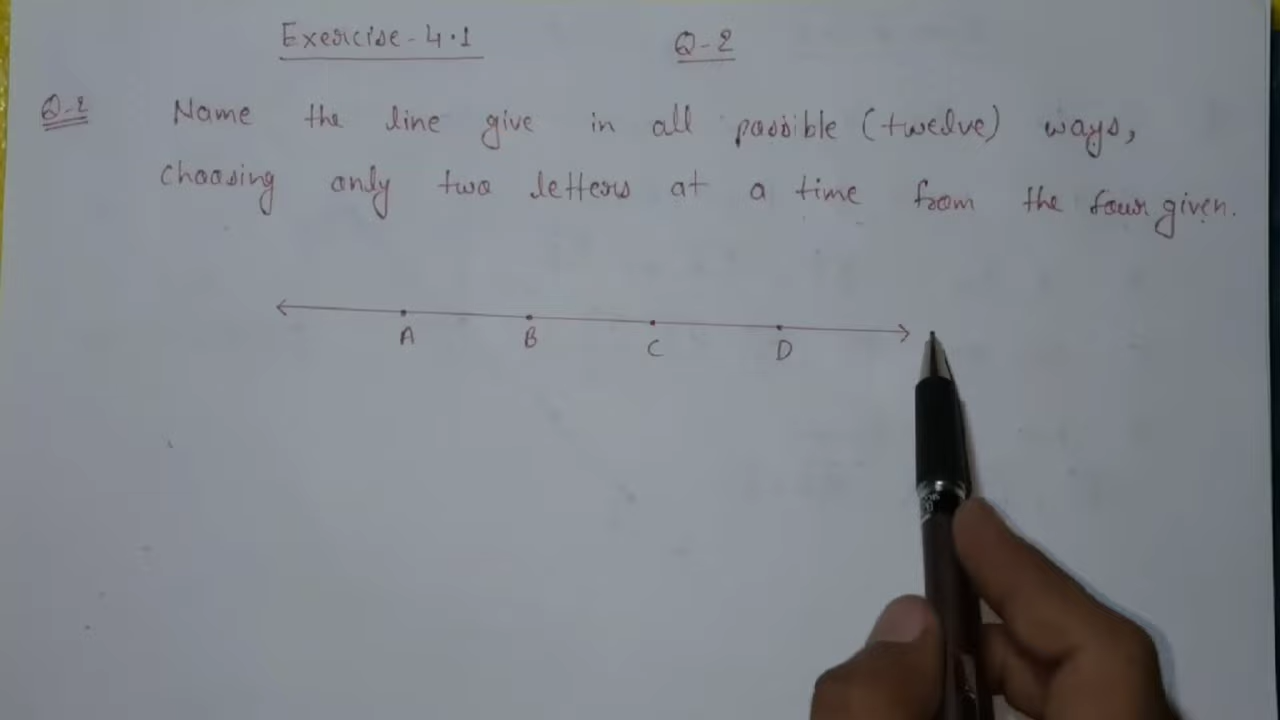 Exercise-4.1 Q-2
Q-2 Name the line give in all possible (twelve) ways,
choosing only two letters at a time from the four given.
A B C D